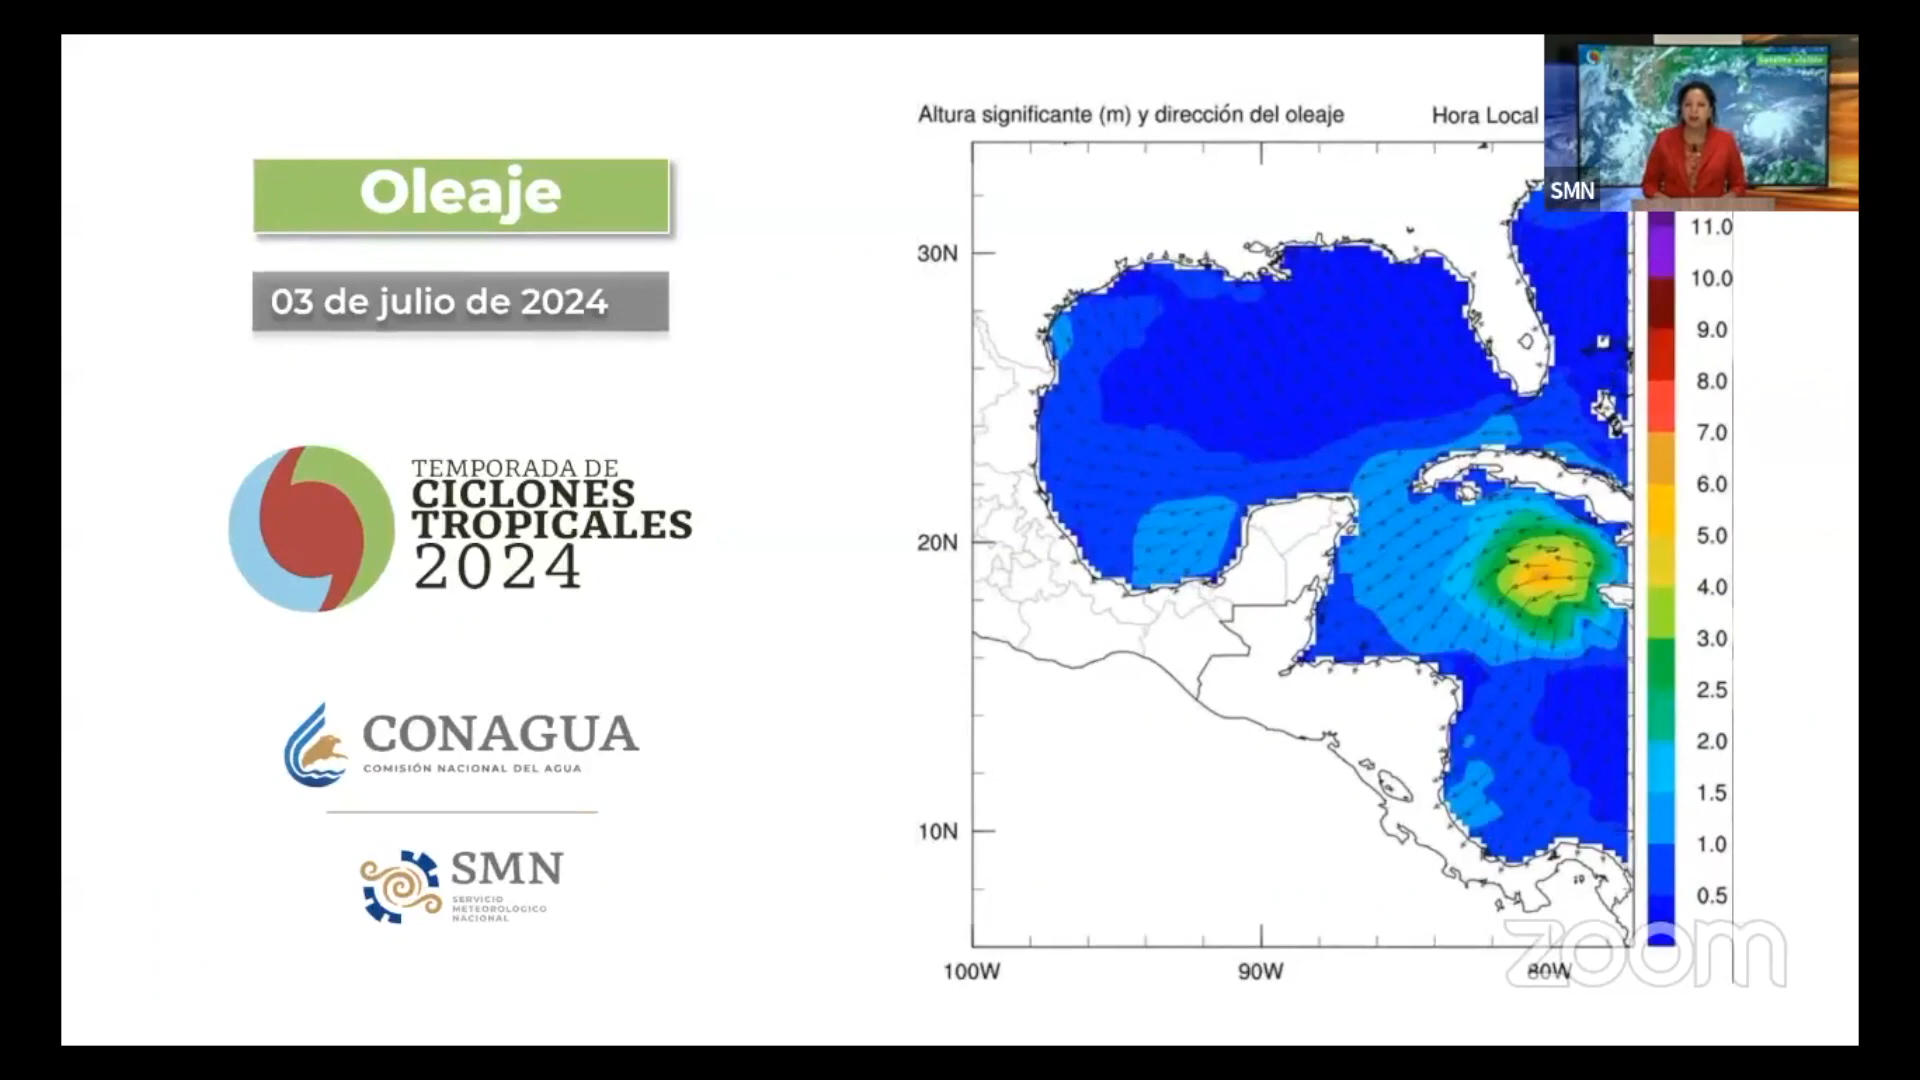 Oleaje
03 de julio de 2024
TEMPORADA DE
CICLONES
TROPICALES
2024
CONAGUA
COMISIÓN NACIONAL DEL AGUA
SMN
SERVICIO
METEOROLÓGICO
NACIONAL
Altura significante (m) y dirección del oleaje
Hora Local
30N
20N
10N
100W
90W
80W
11.0
10.0
9.0
8.0
7.0
6.0
5.0
4.0
3.0
2.5
2.0
1.5
1.0
0.5
Satélite visible
SMN
zoom